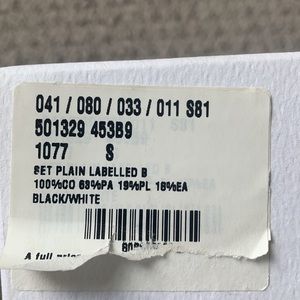 041 / 080 / 033 / 011 S81
501329 453B9
1077 S
SET PLAIN LABELLED B
100%CO 63%PA 19%PL 18%EA
BLACK/WHITE
A full